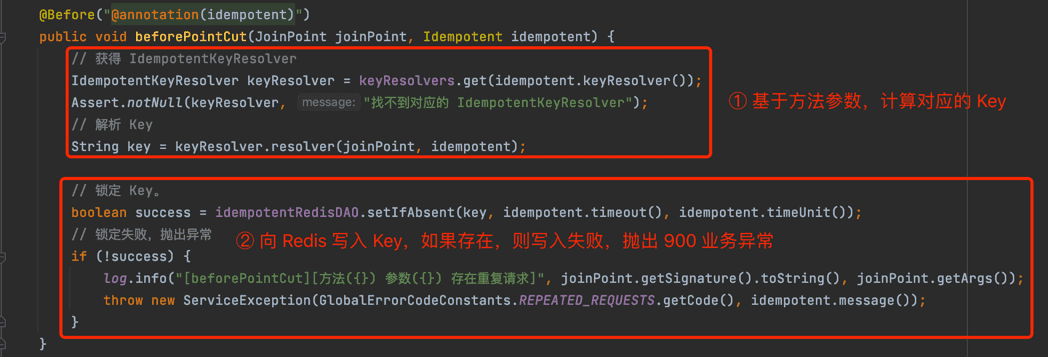 @Before("@annotation(idempotent)")
public void beforePointCut(JoinPoint joinPoint, Idempotent idempotent) {
// 获得 IdempotentKeyResolver
IdempotentKeyResolver keyResolver = keyResolvers.get(idempotent.keyResolver());
Assert.notNull(keyResolver, message: "找不到对应的 IdempotentKeyResolver");
① 基于方法参数，计算对应的 Key
// 解析 Key
String key = keyResolver.resolver(joinPoint, idempotent);
// 锁定 Key。
boolean success = idempotentRedisDAO.setIfAbsent(key, idempotent.timeout(), idempotent.timeUnit());
// 锁定失败，抛出异常
② 向 Redis 写入 Key，如果存在，则写入失败，抛出 900 业务异常
if (!success) {
log.info("[beforePointCut][方法({}) 参数({}) 存在重复请求]", joinPoint.getSignature().toString(), joinPoint.getArgs());
throw new ServiceException(GlobalErrorCodeConstants.REPEATED_REQUESTS.getCode(), idempotent.message());
}
}